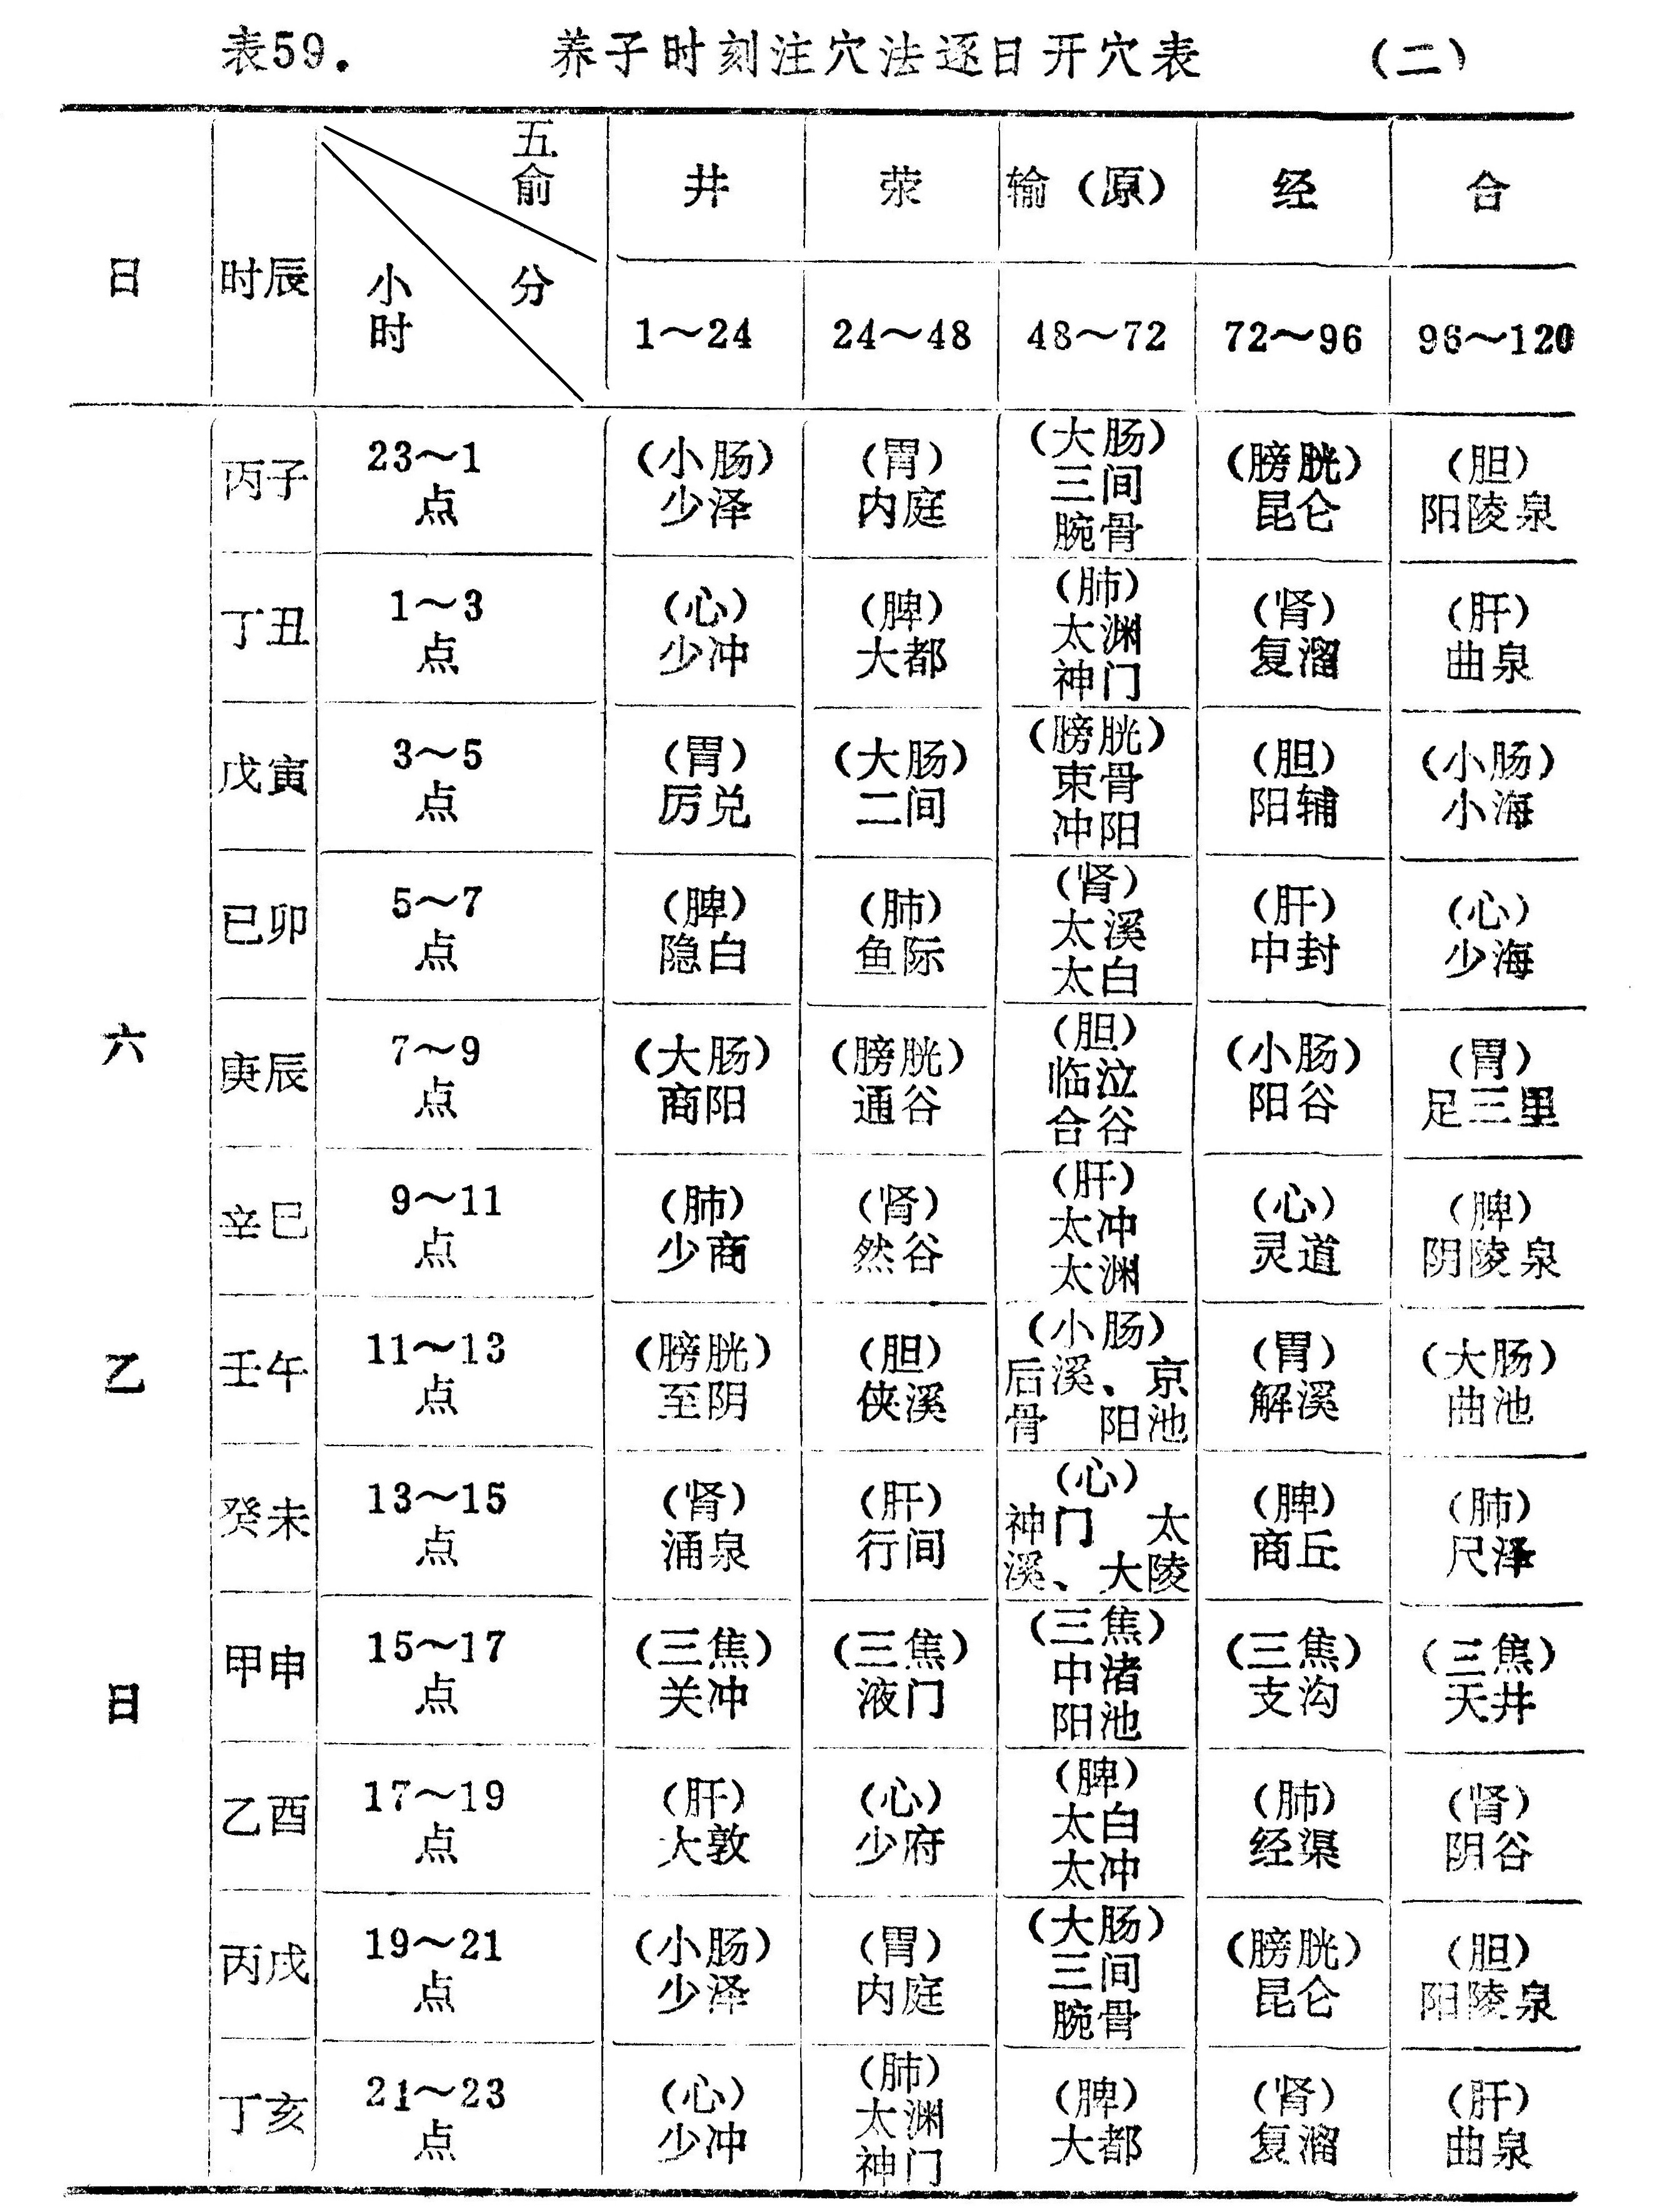 表59. 养子时刻注穴法逐日开穴表 （二）
日 时辰 小时 分 五俞 井 荥 输（原） 经 合
1～24 24～48 48～72 72～96 96～120
六乙日
丙子 23～1点 （小肠）少泽 （胃）内庭 （大肠）三间 腕骨 （膀胱）昆仑 （胆）阳陵泉
丁丑 1～3点 （心）少冲 （脾）大都 （肺）太渊 神门 （肾）复溜 （肝）曲泉
戊寅 3～5点 （胃）厉兑 （大肠）二间 （膀胱）束骨 冲阳 （胆）阳辅 （小肠）小海
已卯 5～7点 （脾）隐白 （肺）鱼际 （肾）太溪 太白 （肝）中封 （心）少海
庚辰 7～9点 （大肠）商阳 （膀胱）通谷 （胆）临泣 合谷 （小肠）阳谷 （胃）足三里
辛巳 9～11点 （肺）少商 （肾）然谷 （肝）太冲 太渊 （心）灵道 （脾）阴陵泉
壬午 11～13点 （膀胱）至阴 （胆）侠溪 （小肠）后溪、京骨 阳池 （胃）解溪 （大肠）曲池
癸未 13～15点 （肾）涌泉 （肝）行间 （心）神门 太溪、大陵 （脾）商丘 （肺）尺泽
甲申 15～17点 （三焦）关冲 （三焦）液门 （三焦）中渚 阳池 （三焦）支沟 （三焦）天井
乙酉 17～19点 （肝）大敦 （心）少府 （脾）太白 太冲 （肺）经渠 （肾）阴谷
丙戌 19～21点 （小肠）少泽 （胃）内庭 （大肠）三间 腕骨 （膀胱）昆仑 （胆）阳陵泉
丁亥 21～23点 （心）少冲 （肺）太渊 神门 （脾）大都 （肾）复溜 （肝）曲泉